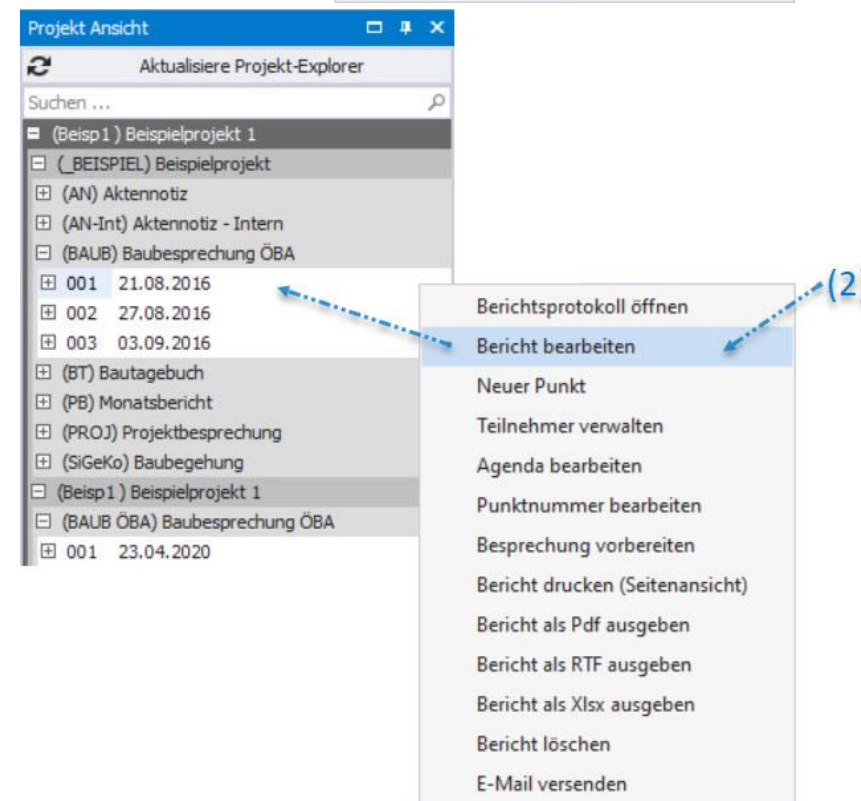 Projekt Ansicht
Aktualisiere Projekt-Explorer
Suchen ...
(Beisp1) Beispielprojekt 1
(_BEISPIEL) Beispielprojekt
(AN) Aktennotiz
(AN-Int) Aktennotiz - Intern
(BAUB) Baubesprechung ÖBA
001 21.08.2016
002 27.08.2016
003 03.09.2016
(BT) Bautagebuch
(PB) Monatsbericht
(PROJ) Projektbesprechung
(SiGeKo) Baubegehung
(Beisp1) Beispielprojekt 1
(BAUB ÖBA) Baubesprechung ÖBA
001 23.04.2020
(2)
Berichtsprotokoll öffnen
Bericht bearbeiten
Neuer Punkt
Teilnehmer verwalten
Agenda bearbeiten
Punktnummer bearbeiten
Besprechung vorbereiten
Bericht drucken (Seitenansicht)
Bericht als Pdf ausgeben
Bericht als RTF ausgeben
Bericht als Xlsx ausgeben
Bericht löschen
E-Mail versenden